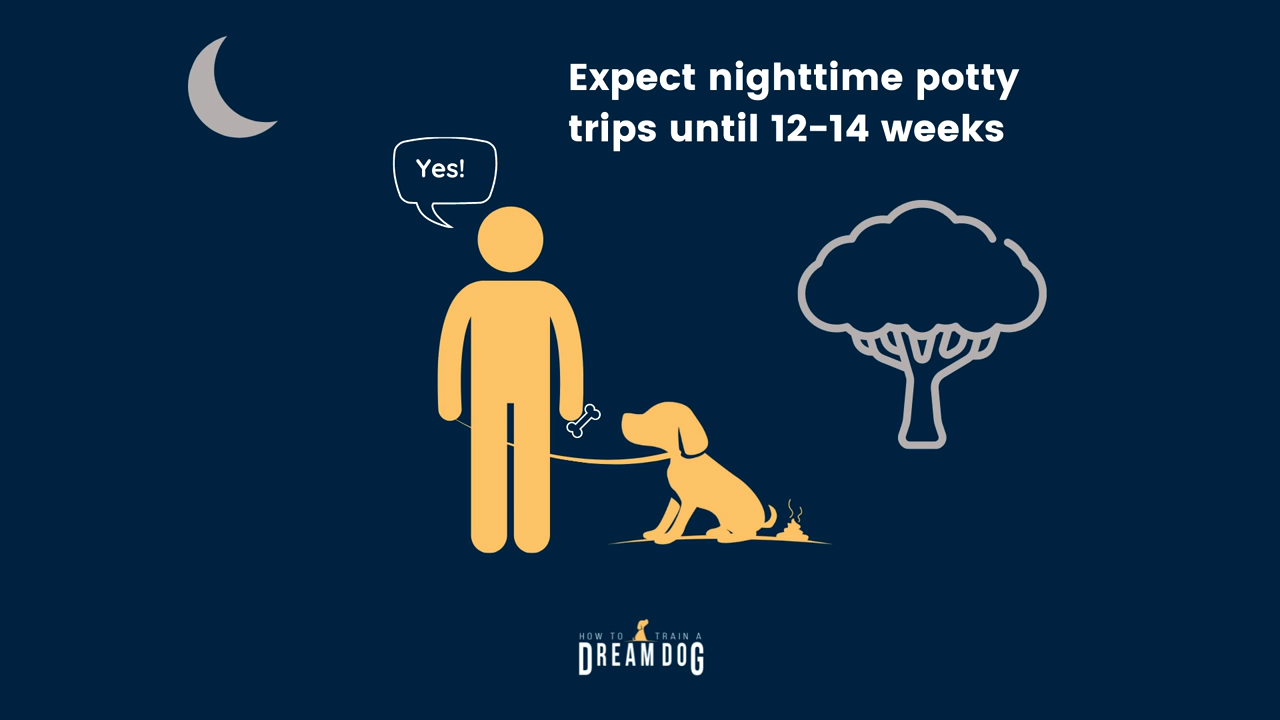 Expect nighttime potty
trips until 12-14 weeks
Yes!
HOW TO TRAIN A
DREAM DOG